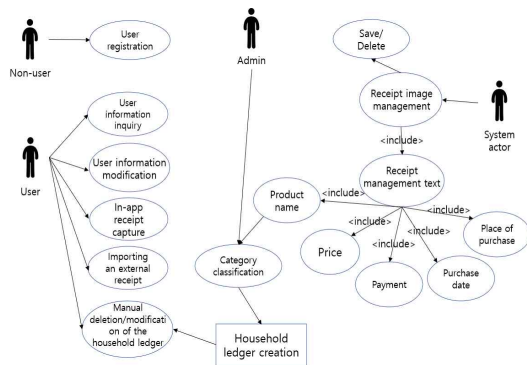 User
registration
Non-user
Admin
Save/
Delete
Receipt image
management
System
actor
User
information
inquiry
<include>
User
User information
modification
Receipt
management text
Product
name
<include>
<include>
In-app
receipt
capture
Place of
purchase
<include>
<include>
<include>
Price
Category
classification
Importing
an external
receipt
Payment
Purchase
date
Manual
deletion/modificati
on of the
household ledger
Household
ledger creation